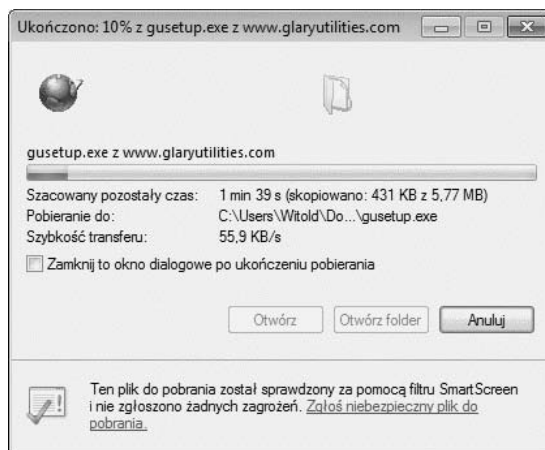 Ukończono: 10% z gusetup.exe z www.glaryutilities.com
gusetup.exe z www.glaryutilities.com
Szacowany pozostały czas: 1 min 39 s (skopiowano: 431 KB z 5,77 MB)
Pobieranie do: C:\Users\Witold\Do...\gusetup.exe
Szybkość transferu: 55,9 KB/s
Zamknij to okno dialogowe po ukończeniu pobierania
Otwórz Otwórz folder Anuluj
Ten plik do pobrania został sprawdzony za pomocą filtru SmartScreen
i nie zgłoszono żadnych zagrożeń. Zgłoś niebezpieczny plik do
pobrania.